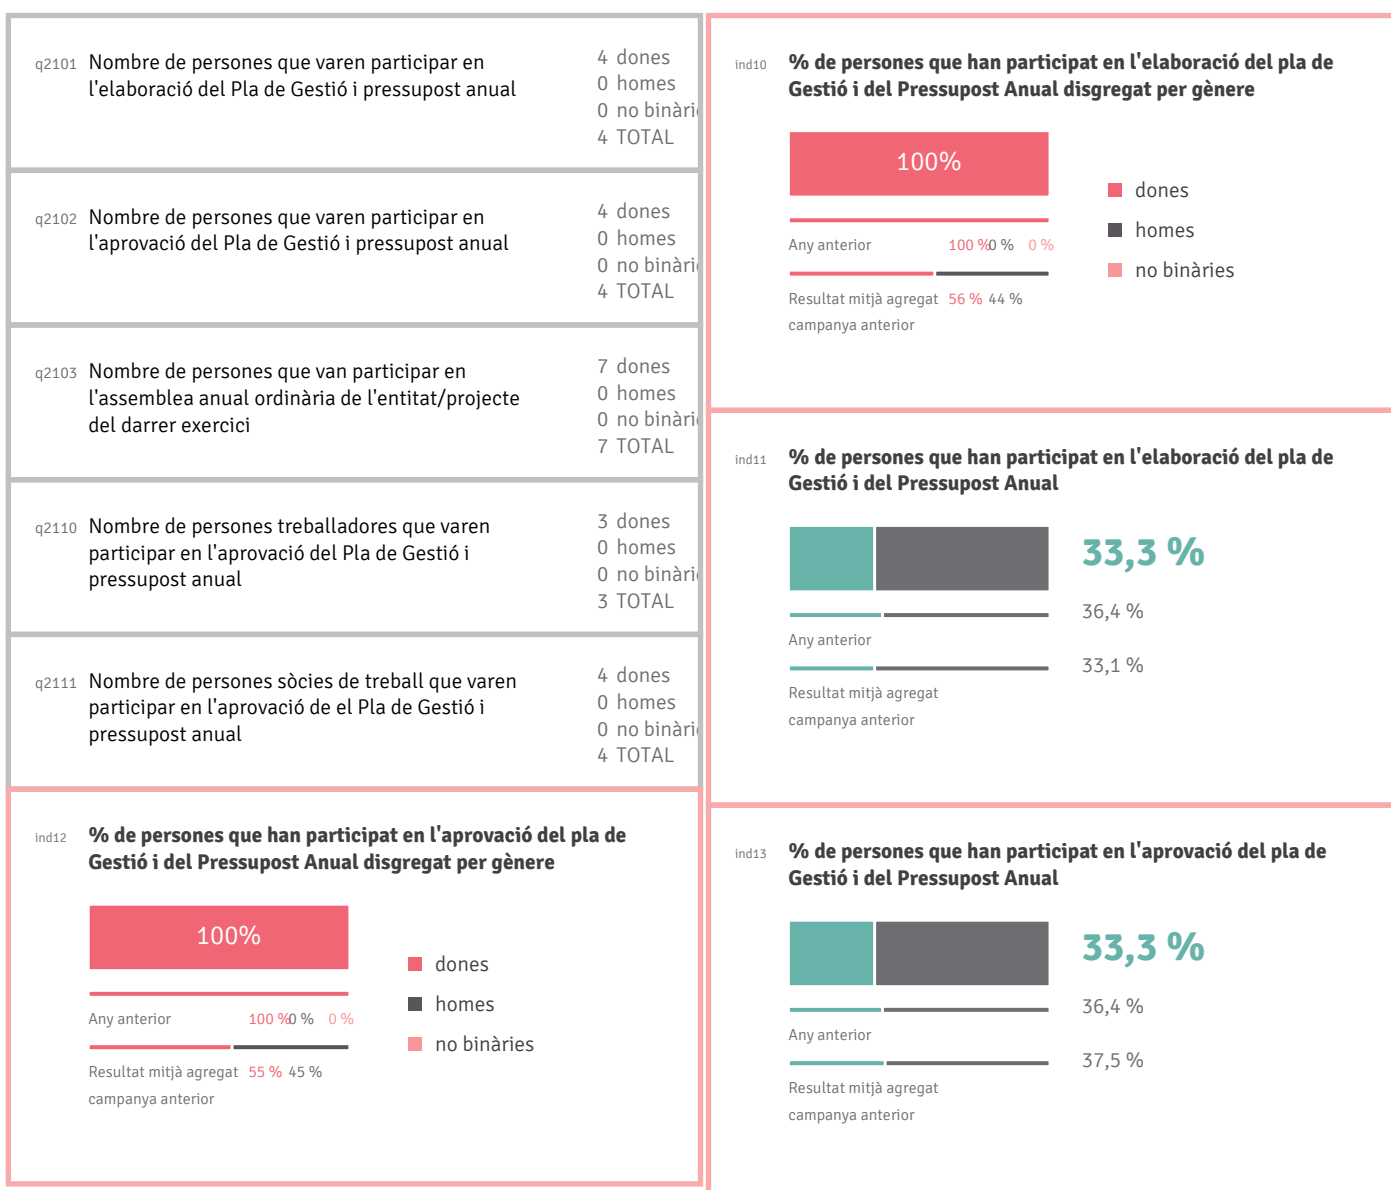 q2101 Nombre de persones que varen participar en
l'elaboració del Pla de Gestió i pressupost anual
4 dones
0 homes
0 no binàri
4 TOTAL
q2102 Nombre de persones que varen participar en
l'aprovació del Pla de Gestió i pressupost anual
4 dones
0 homes
0 no binàri
4 TOTAL
q2103 Nombre de persones que van participar en
l'assemblea anual ordinària de l'entitat/projecte
del darrer exercici
7 dones
0 homes
0 no binàri
7 TOTAL
q2110 Nombre de persones treballadores que varen
participar en l'aprovació del Pla de Gestió i
pressupost anual
3 dones
0 homes
0 no binàri
3 TOTAL
q2111 Nombre de persones sòcies de treball que varen
participar en l'aprovació de el Pla de Gestió i
pressupost anual
4 dones
0 homes
0 no binàri
4 TOTAL
ind12 % de persones que han participat en l'aprovació del pla de
Gestió i del Pressupost Anual disgregat per gènere
100%
dones
homes
no binàries
Any anterior 100 % 0 % 0 %
Resultat mitjà agregat 55 % 45 %
campanya anterior
ind10 % de persones que han participat en l'elaboració del pla de
Gestió i del Pressupost Anual disgregat per gènere
100%
dones
homes
no binàries
Any anterior 100 % 0 % 0 %
Resultat mitjà agregat 56 % 44 %
campanya anterior
ind11 % de persones que han participat en l'elaboració del pla de
Gestió i del Pressupost Anual
33,3 %
36,4 %
Any anterior
33,1 %
Resultat mitjà agregat
campanya anterior
ind13 % de persones que han participat en l'aprovació del pla de
Gestió i del Pressupost Anual
33,3 %
36,4 %
Any anterior
37,5 %
Resultat mitjà agregat
campanya anterior